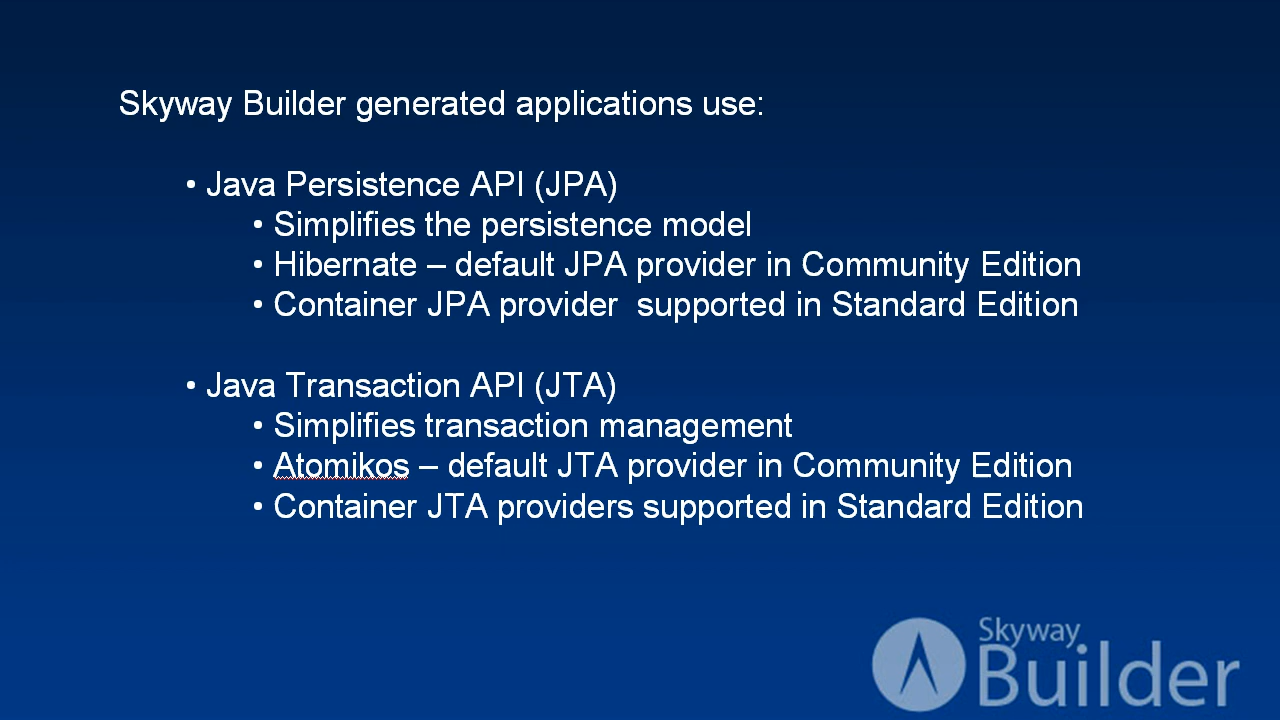 Skyway Builder generated applications use:
• Java Persistence API (JPA)
• Simplifies the persistence model
• Hibernate – default JPA provider in Community Edition
• Container JPA provider  supported in Standard Edition
• Java Transaction API (JTA)
• Simplifies transaction management
• Atomikos – default JTA provider in Community Edition
• Container JTA providers supported in Standard Edition
Skyway
Builder